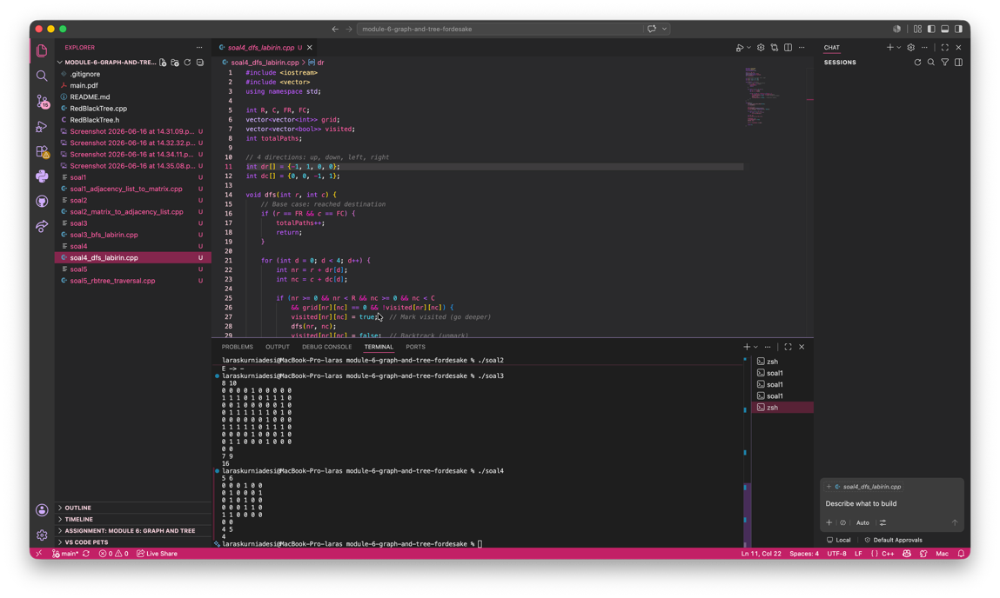 module-6-graph-and-tree-fordesake
EXPLORER
MODULE-6-GRAPH-AND-TRE...
.gitignore
main.pdf
README.md
RedBlackTree.cpp
RedBlackTree.h
Screenshot 2026-06-16 at 14.31.09.p... U
Screenshot 2026-06-16 at 14.32.32.p... U
Screenshot 2026-06-16 at 14.34.11.p... U
Screenshot 2026-06-16 at 14.35.08.p... U
soal1 U
soal1_adjacency_list_to_matrix.cpp U
soal2 U
soal2_matrix_to_adjacency_list.cpp U
soal3 U
soal3_bfs_labirin.cpp U
soal4 U
soal4_dfs_labirin.cpp U
soal5 U
soal5_rbtree_traversal.cpp U
OUTLINE
TIMELINE
ASSIGNMENT: MODULE 6: GRAPH AND TREE
VS CODE PETS
soal4_dfs_labirin.cpp U
soal4_dfs_labirin.cpp > dr
1 #include <iostream>
2 #include <vector>
3 using namespace std;
4
5 int R, C, FR, FC;
6 vector<vector<int>> grid;
7 vector<vector<bool>> visited;
8 int totalPaths;
9
10 // 4 directions: up, down, left, right
11 int dr[] = {-1, 1, 0, 0};
12 int dc[] = {0, 0, -1, 1};
13
14 void dfs(int r, int c) {
15 // Base case: reached destination
16 if (r == FR && c == FC) {
17 totalPaths++;
18 return;
19 }
20
21 for (int d = 0; d < 4; d++) {
22 int nr = r + dr[d];
23 int nc = c + dc[d];
24
25 if (nr >= 0 && nr < R && nc >= 0 && nc < C
26 && grid[nr][nc] == 0 && !visited[nr][nc]) {
27 visited[nr][nc] = true; // Mark visited (go deeper)
28 dfs(nr, nc);
29 visited[nr][nc] = false; // Backtrack (unmark)
PROBLEMS OUTPUT DEBUG CONSOLE TERMINAL PORTS
laraskurniadesi@MacBook-Pro-laras module-6-graph-and-tree-fordesake % ./soal2
E -> -
laraskurniadesi@MacBook-Pro-laras module-6-graph-and-tree-fordesake % ./soal3
8 10
0 0 0 0 1 0 0 0 0 0
1 1 1 0 1 0 1 1 1 0
0 0 1 0 0 0 0 0 1 0
0 1 1 1 1 1 1 0 1 0
0 0 0 0 0 0 1 0 0 0
1 1 1 1 1 0 1 1 1 0
0 0 0 0 1 0 0 0 1 0
0 1 1 0 0 0 1 0 0 0
0 0
7 9
16
laraskurniadesi@MacBook-Pro-laras module-6-graph-and-tree-fordesake % ./soal4
5 6
0 0 0 1 0 0
0 1 0 0 0 1
0 1 0 1 0 0
0 0 0 1 1 0
1 1 0 0 0 0
0 0
4 5
4
laraskurniadesi@MacBook-Pro-laras module-6-graph-and-tree-fordesake %
zsh
soal1
soal1
soal1
zsh
CHAT
SESSIONS
soal4_dfs_labirin.cpp
Describe what to build
Auto
Local Default Approvals
main* 0 0 Live Share
Ln 11, Col 22 Spaces: 4 UTF-8 LF {} C++ Mac